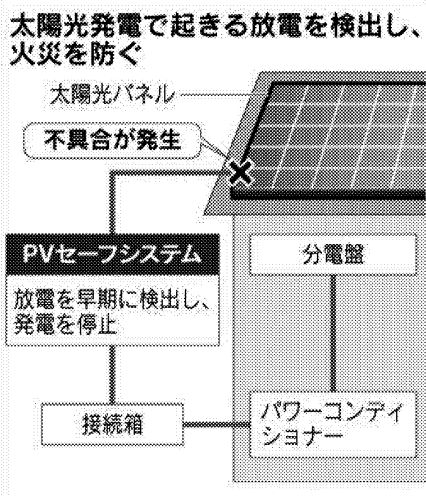 太陽光発電で起きる放電を検出し、
火災を防ぐ
太陽光パネル
不具合が発生
PVセーフシステム
放電を早期に検出し、
発電を停止
分電盤
接続箱
パワーコンディ
ショナー